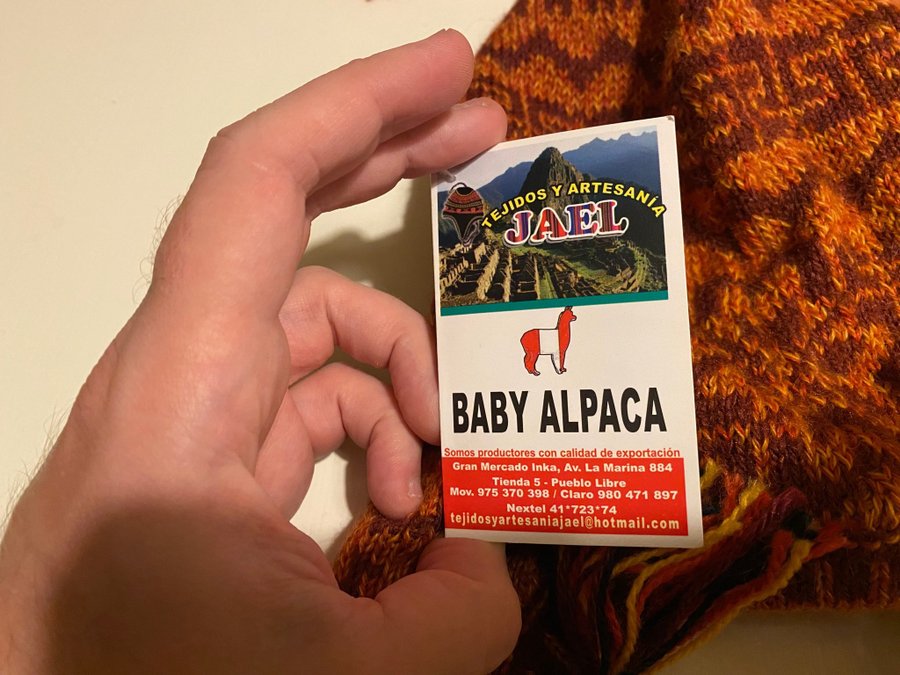 TEJIDOS Y ARTESANÍA
JAEL
BABY ALPACA
Somos productores con calidad de exportación
Gran Mercado Inka, Av. La Marina 884
Tienda 5 - Pueblo Libre
Mov. 975 370 398 / Claro 980 471 897
Nextel 41*723*74
tejidosyartesaniajael@hotmail.com